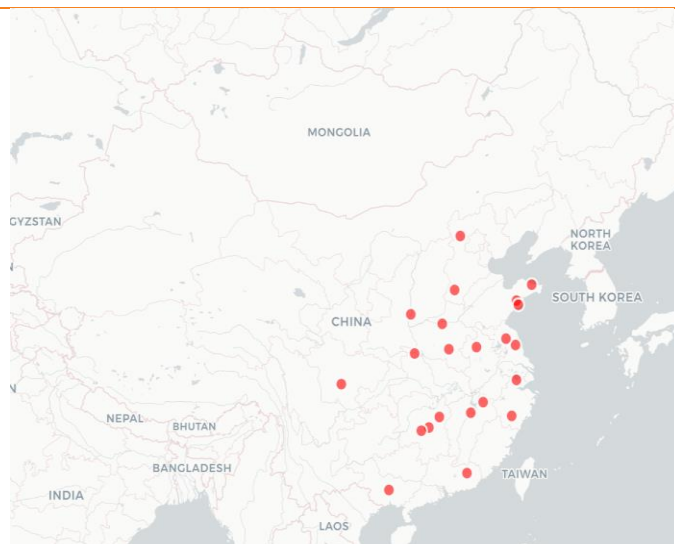 MONGOLIA
GYZSTAN
NORTH
KOREA
SOUTH KOREA
CHINA
N
NEPAL
BHUTAN
BANGLADESH
TAIWAN
INDIA
LAOS